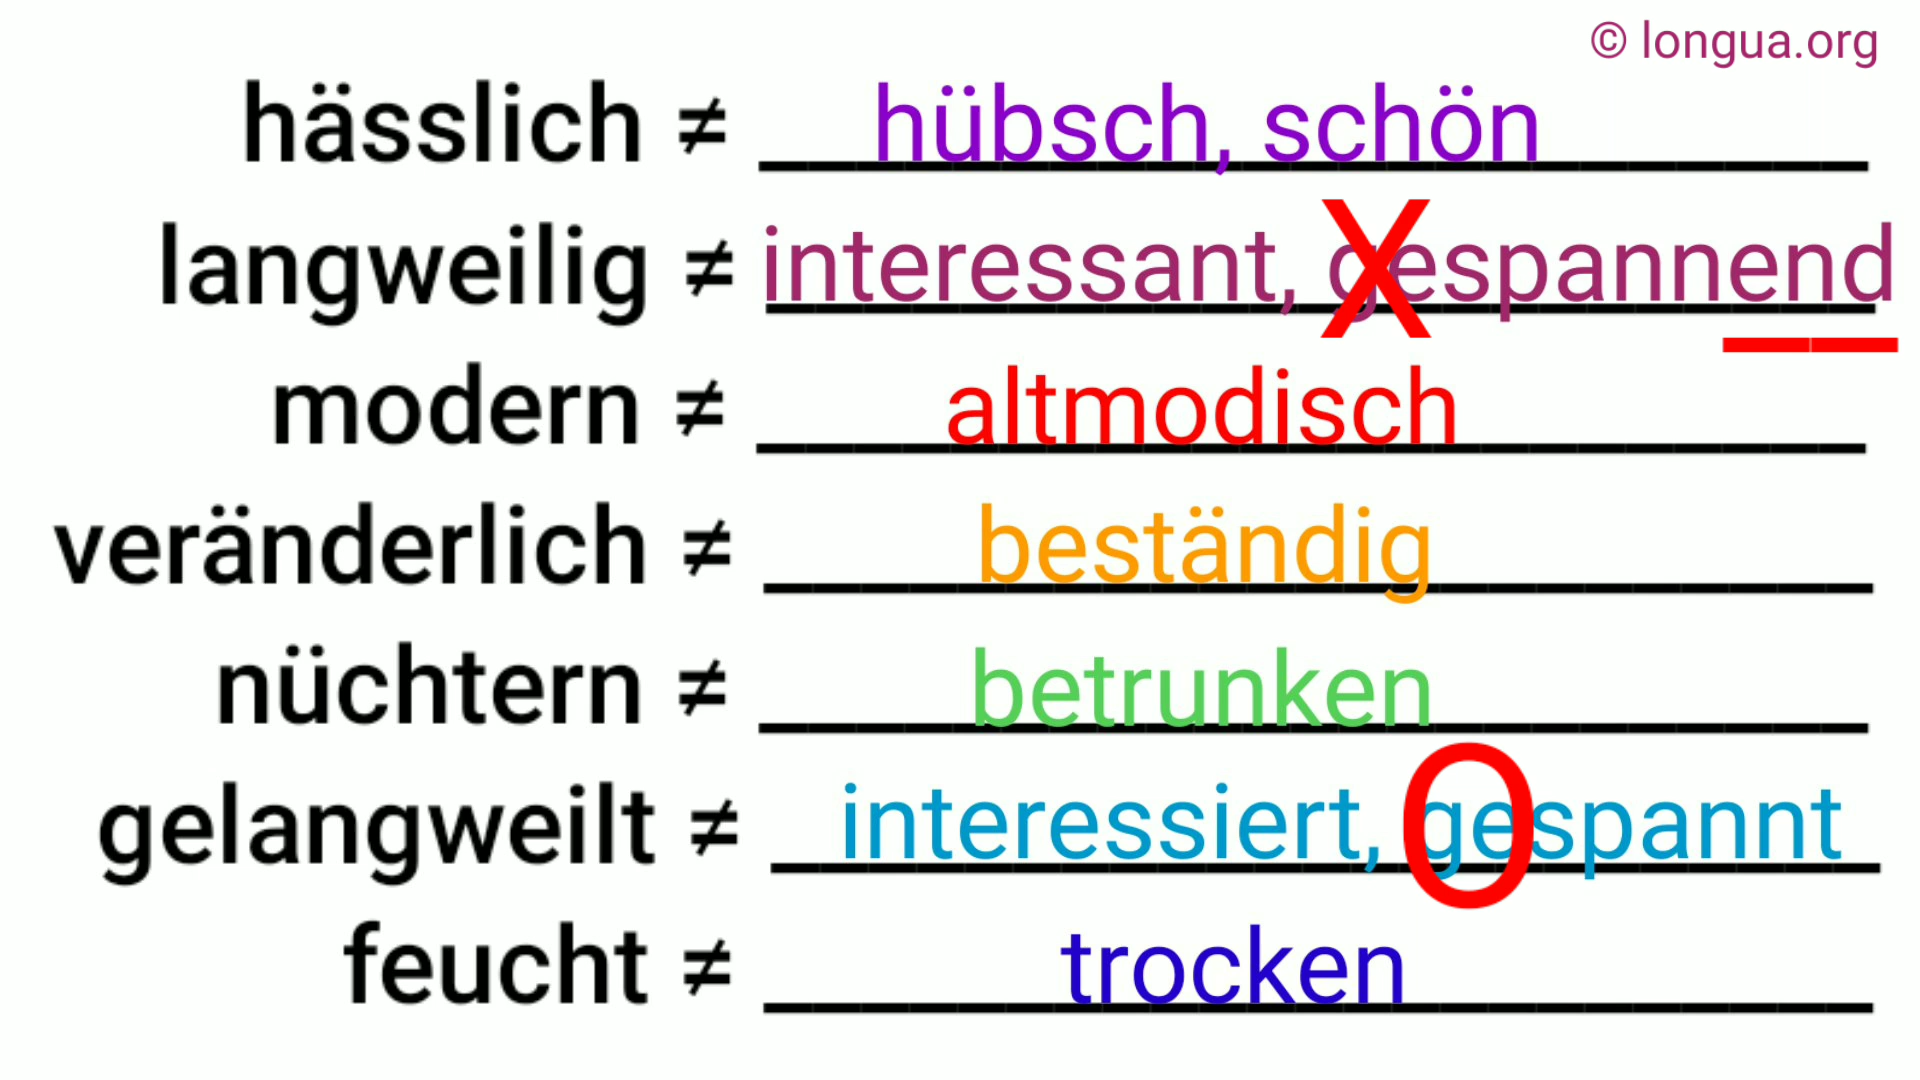 © longua.org
hässlich ≠ hübsch, schön
langweilig ≠ interessant, gespannend
X
modern ≠ altmodisch
veränderlich ≠ beständig
nüchtern ≠ betrunken
gelangweilt ≠ interessiert, gespannt
feucht ≠ trocken